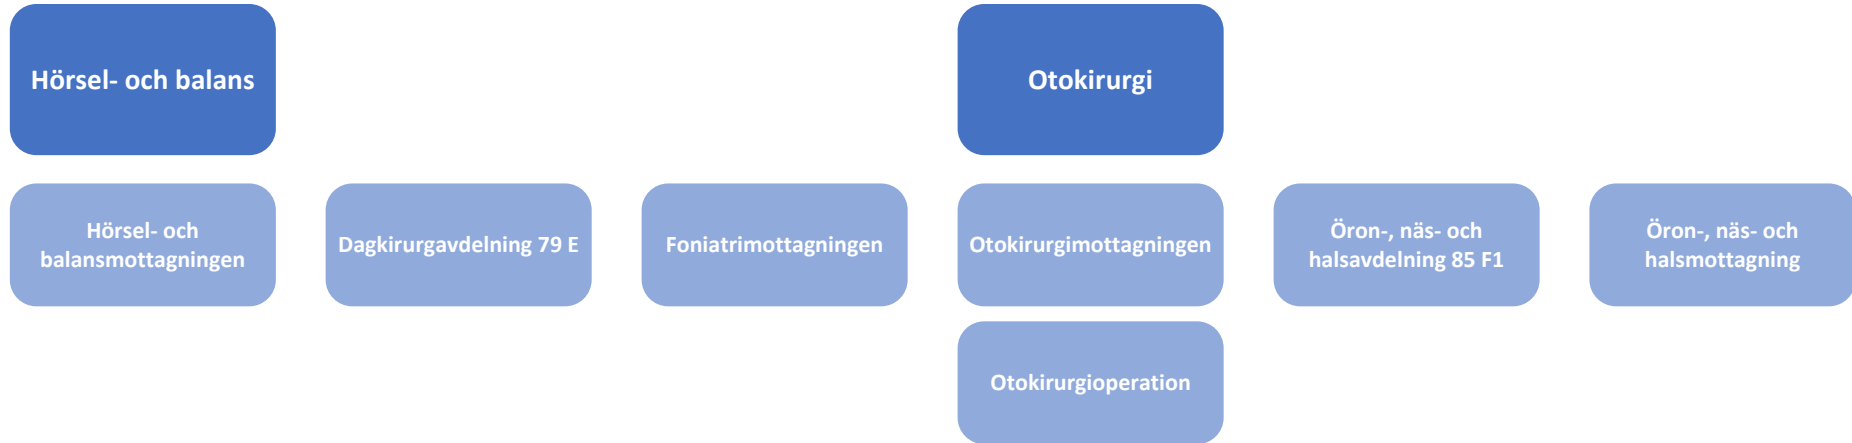 Hörsel- och balans
Otokirurgi
Hörsel- och
balansmottagningen
Dagkirurgavdelning 79 E
Foniatrimottagningen
Otokirurgimottagningen
Öron-, näs- och
halsavdelning 85 F1
Öron-, näs- och
halsmottagning
Otokirurgioperation